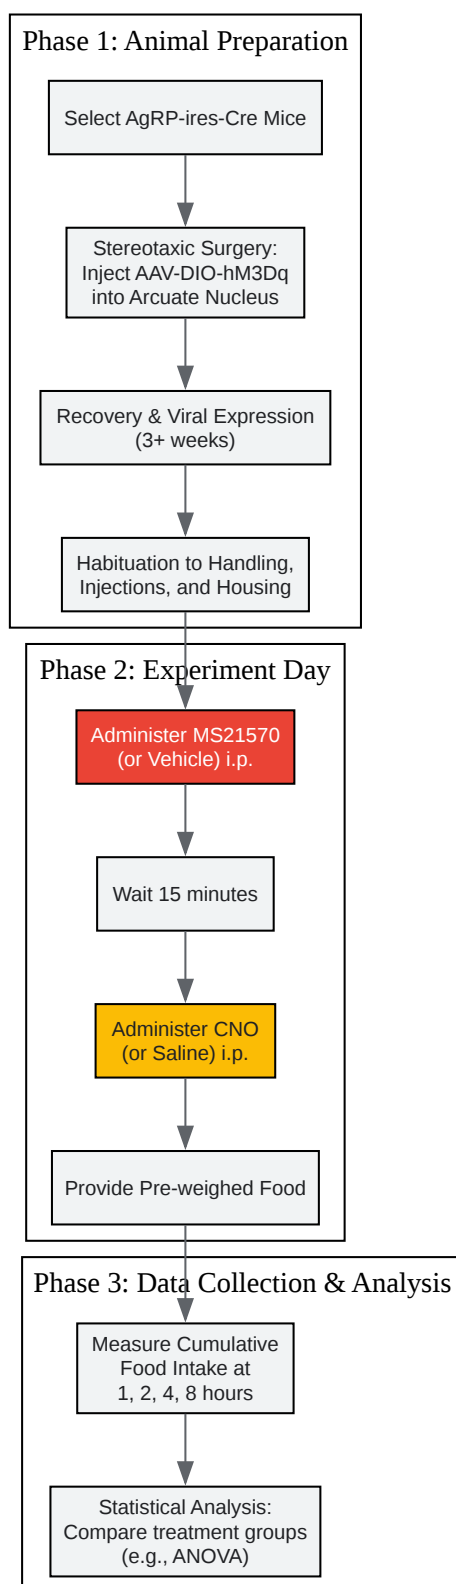 Phase 1: Animal Preparation
Select AgRP-ires-Cre Mice
Stereotaxic Surgery:
Inject AAV-DIO-hM3Dq
into Arcuate Nucleus
Recovery & Viral Expression
(3+ weeks)
Habituation to Handling,
Injections, and Housing
Phase 2: Experiment Day
Administer MS21570
(or Vehicle) i.p.
Wait 15 minutes
Administer CNO
(or Saline) i.p.
Provide Pre-weighed Food
Phase 3: Data Collection & Analysis
Measure Cumulative
Food Intake at
1, 2, 4, 8 hours
Statistical Analysis:
Compare treatment groups
(e.g., ANOVA)